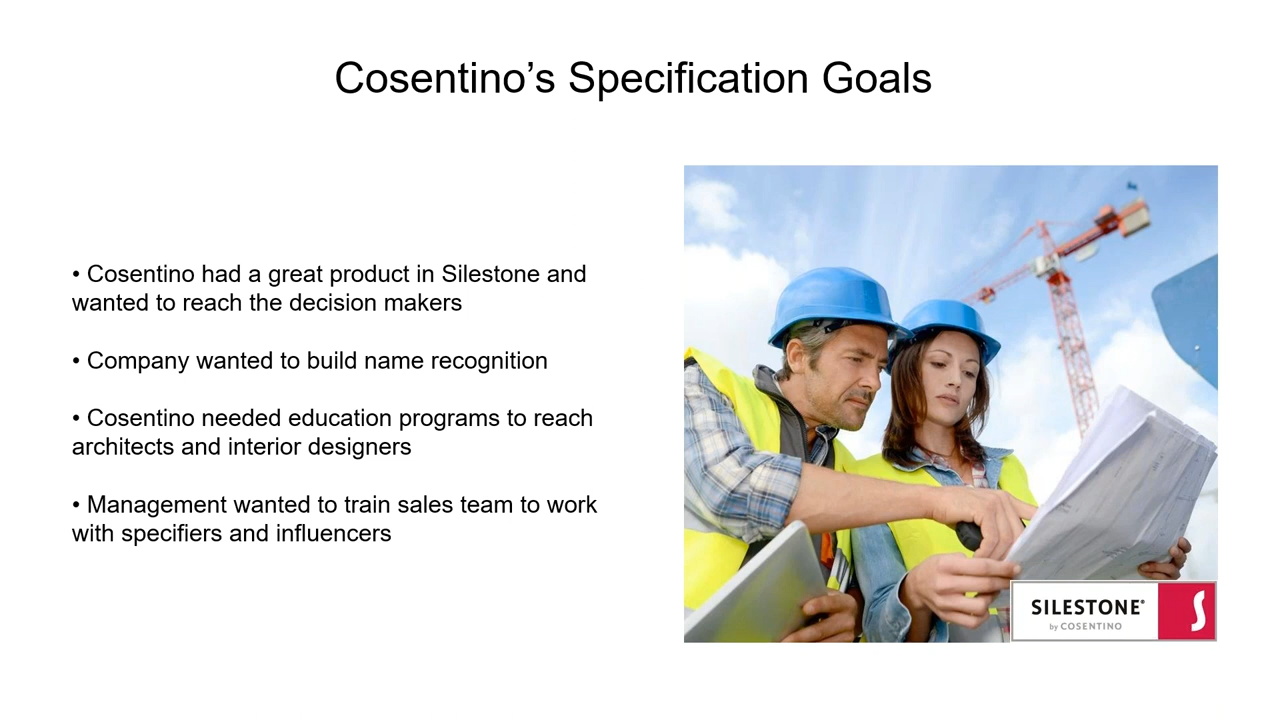 Cosentino’s Specification Goals
• Cosentino had a great product in Silestone and
wanted to reach the decision makers
• Company wanted to build name recognition
• Cosentino needed education programs to reach
architects and interior designers
• Management wanted to train sales team to work
with specifiers and influencers
SILESTONE®
by COSENTINO